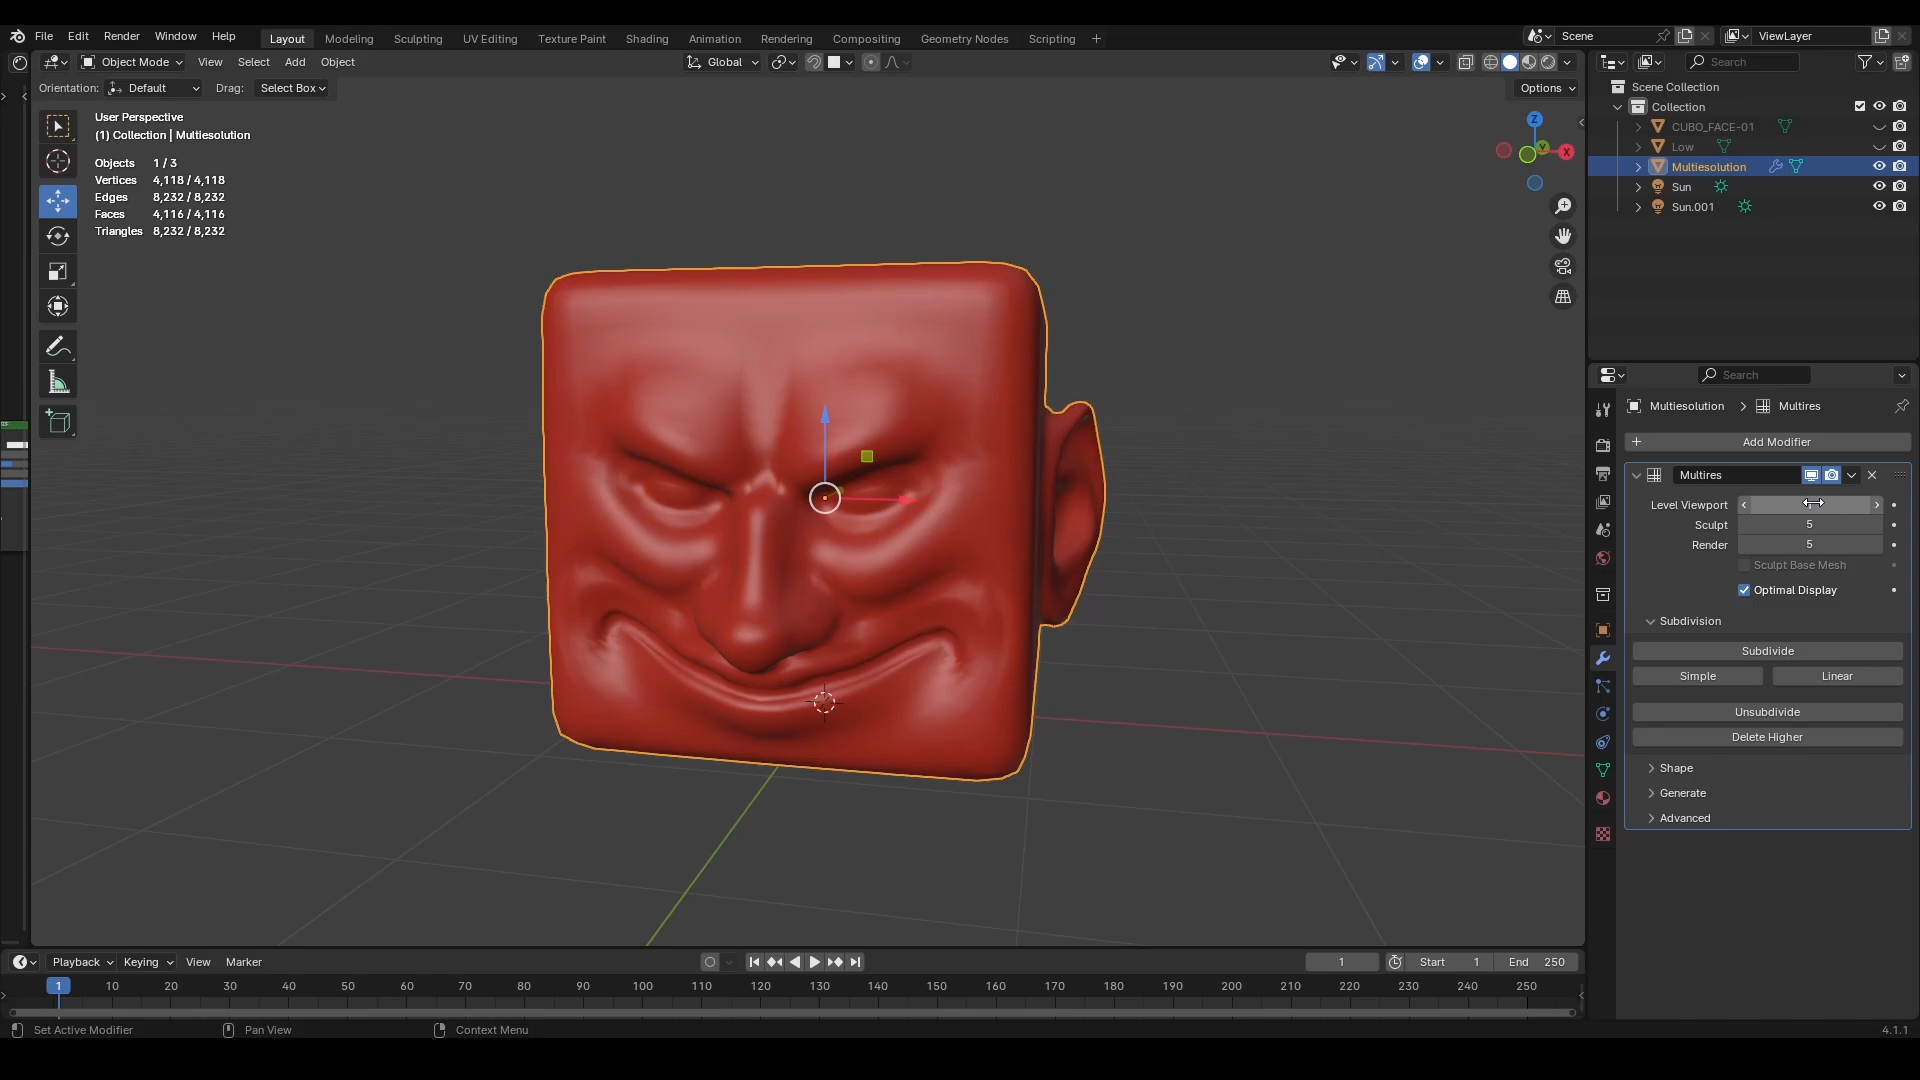 File Edit Render Window Help Layout Modeling Sculpting UV Editing Texture Paint Shading Animation Rendering Compositing Geometry Nodes Scripting + Scene ViewLayer
Object Mode View Select Add Object Global Search
Orientation: Default Drag: Select Box Options
User Perspective
(1) Collection | Multiesolution
Objects 1 / 3
Vertices 4,118 / 4,118
Edges 8,232 / 8,232
Faces 4,116 / 4,116
Triangles 8,232 / 8,232
Z
Y
X
Scene Collection
Collection
CUBO_FACE-01
Low
Multiesolution
Sun
Sun.001
Search
Multiesolution > Multires
+ Add Modifier
Multires
Level Viewport
Sculpt 5
Render 5
Sculpt Base Mesh
Optimal Display
Subdivision
Subdivide
Simple Linear
Unsubdivide
Delete Higher
Shape
Generate
Advanced
Playback Keying View Marker 1 Start 1 End 250
1 10 20 30 40 50 60 70 80 90 100 110 120 130 140 150 160 170 180 190 200 210 220 230 240 250
Set Active Modifier Pan View Context Menu 4.1.1